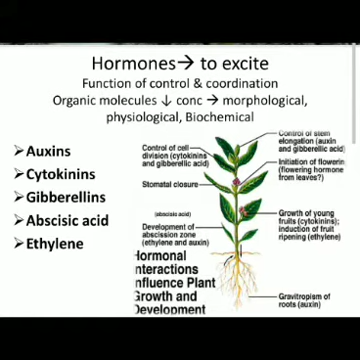 Hormones→ to excite
Function of control & coordination
Organic molecules ↓ conc → morphological,
physiological, Biochemical
➢Auxins
➢Cytokinins
➢Gibberellins
➢Abscisic acid
➢Ethylene
Control of cell
division (cytokinins
and gibberellic acid)
Stomatal closure
(abscisic acid)
Development of
abscission zone
(ethylene and auxin)
Hormonal
Interactions
Influence Plant
Growth and
Development
Control of stem
elongation (auxin
and gibberellic acid)
Initiation of flowerin
(flowering hormone
from leaves?)
Growth of young
fruits (cytokinins);
induction of fruit
ripening (ethylene)
Gravitropism of
roots (auxin)